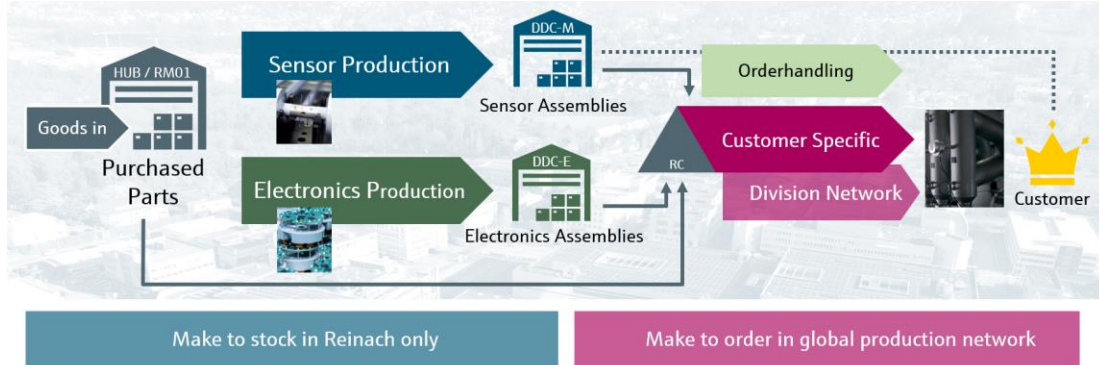 HUB / RM01
Goods in
Purchased
Parts
Sensor Production
DDC-M
Sensor Assemblies
Electronics Production
DDC-E
Electronics Assemblies
RC
Orderhandling
Customer Specific
Division Network
Customer
Make to stock in Reinach only
Make to order in global production network